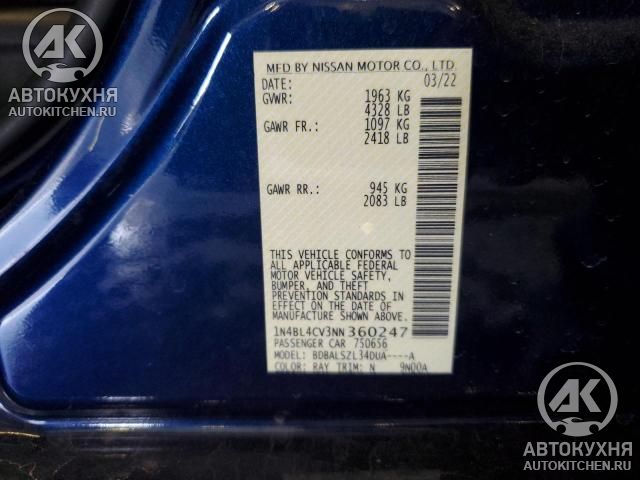 AK
АВТОКУХНЯ
AUTOKITCHEN.RU
MFD BY NISSAN MOTOR CO., LTD.
DATE: 03/22
GVWR: 1963 KG
4328 LB
GAWR FR.: 1097 KG
2418 LB
GAWR RR.: 945 KG
2083 LB
THIS VEHICLE CONFORMS TO
ALL APPLICABLE FEDERAL
MOTOR VEHICLE SAFETY,
BUMPER, AND THEFT
PREVENTION STANDARDS IN
EFFECT ON THE DATE OF
MANUFACTURE SHOWN ABOVE.
1N4BL4CV3NN360247
PASSENGER CAR 750656
MODEL: BDBALSZL34DUA----A
COLOR: RAY TRIM: N 9N00A
AK
АВТОКУХНЯ
AUTOKITCHEN.RU